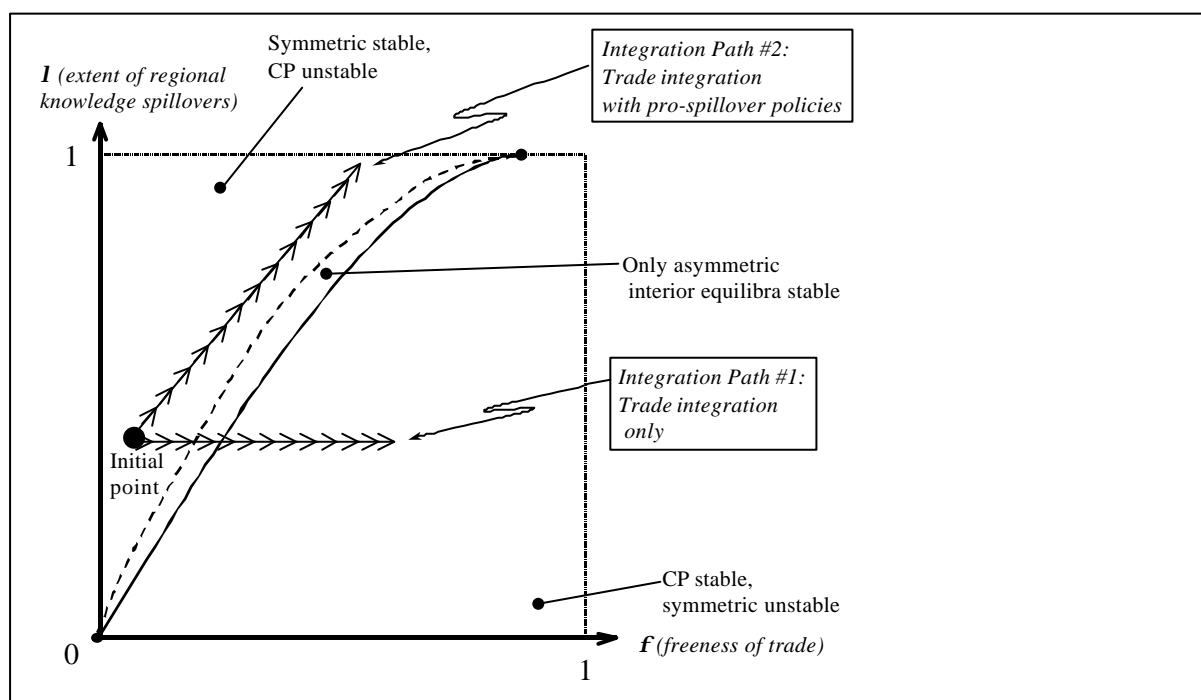 Symmetric stable,
CP unstable
l (extent of regional
knowledge spillovers)
Integration Path #2:
Trade integration
with pro-spillover policies
1
Only asymmetric
interior equilibra stable
Integration Path #1:
Trade integration
only
Initial
point
CP stable,
symmetric unstable
0
f (freeness of trade)
1